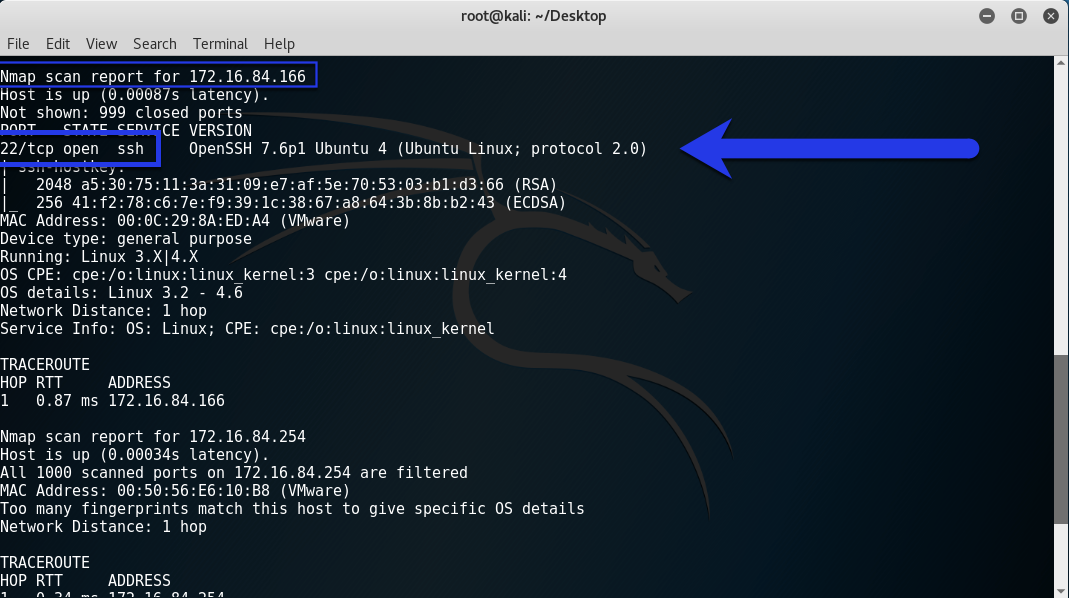 root@kali: ~/Desktop
File Edit View Search Terminal Help
Nmap scan report for 172.16.84.166
Host is up (0.00087s latency).
Not shown: 999 closed ports
PORT   STATE SERVICE VERSION
22/tcp open  ssh     OpenSSH 7.6p1 Ubuntu 4 (Ubuntu Linux; protocol 2.0)
| ssh-hostkey:
|   2048 a5:30:75:11:3a:31:09:e7:af:5e:70:53:03:b1:d3:66 (RSA)
|_  256 41:f2:78:c6:7e:f9:39:1c:38:67:a8:64:3b:8b:b2:43 (ECDSA)
MAC Address: 00:0C:29:8A:ED:A4 (VMware)
Device type: general purpose
Running: Linux 3.X|4.X
OS CPE: cpe:/o:linux:linux_kernel:3 cpe:/o:linux:linux_kernel:4
OS details: Linux 3.2 - 4.6
Network Distance: 1 hop
Service Info: OS: Linux; CPE: cpe:/o:linux:linux_kernel
TRACEROUTE
HOP RTT     ADDRESS
1   0.87 ms 172.16.84.166
Nmap scan report for 172.16.84.254
Host is up (0.00034s latency).
All 1000 scanned ports on 172.16.84.254 are filtered
MAC Address: 00:50:56:E6:10:B8 (VMware)
Too many fingerprints match this host to give specific OS details
Network Distance: 1 hop
TRACEROUTE
HOP RTT     ADDRESS
1   0.34 ms 172.16.84.254